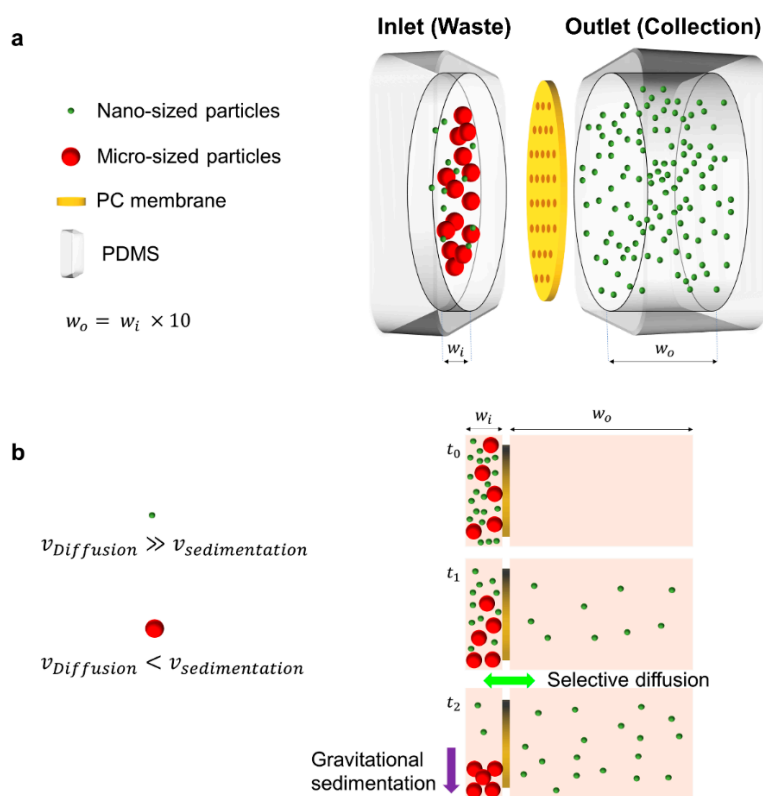 a
Inlet (Waste)
Outlet (Collection)
Nano-sized particles
Micro-sized particles
PC membrane
PDMS
w_o = w_i × 10
w_i
w_o
b
w_i
w_o
t_0
v_Diffusion ≫ v_sedimentation
t_1
v_Diffusion < v_sedimentation
Selective diffusion
t_2
Gravitational
sedimentation